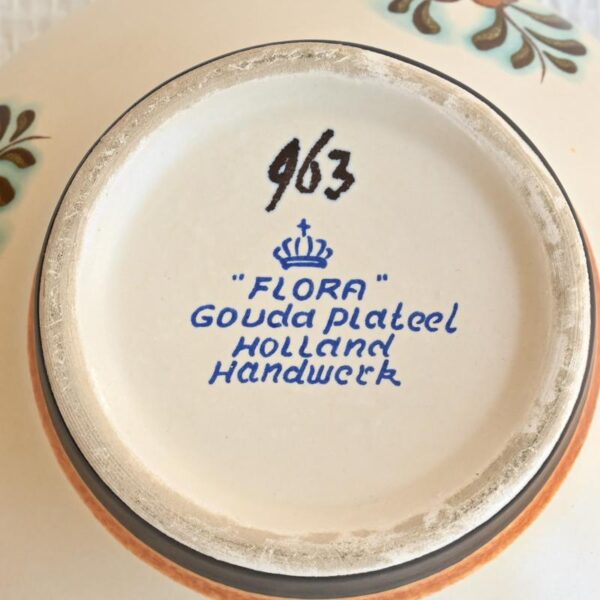 963
"FLORA"
Gouda plateel
HOLLAND
Handwerk